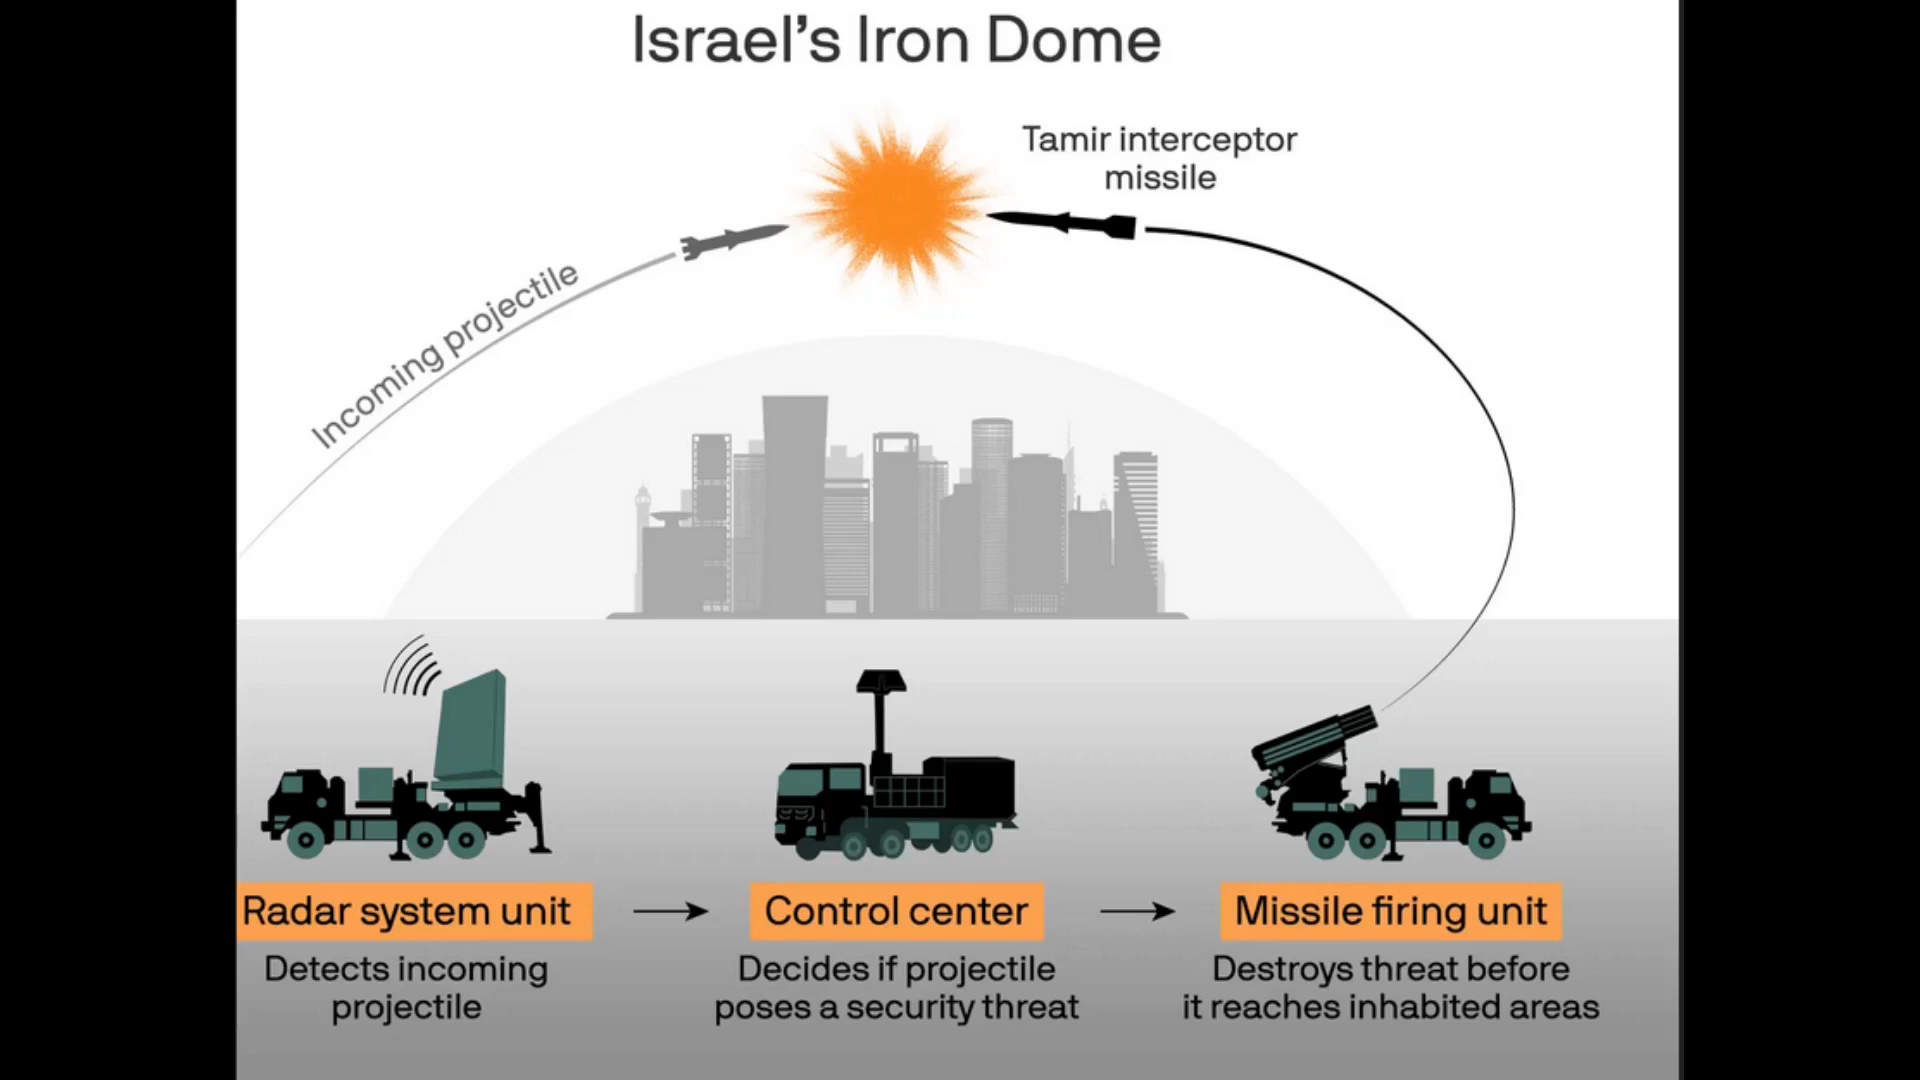 Israel’s Iron Dome
Tamir interceptor
missile
Incoming projectile
Radar system unit
Detects incoming
projectile
Control center
Decides if projectile
poses a security threat
Missile firing unit
Destroys threat before
it reaches inhabited areas